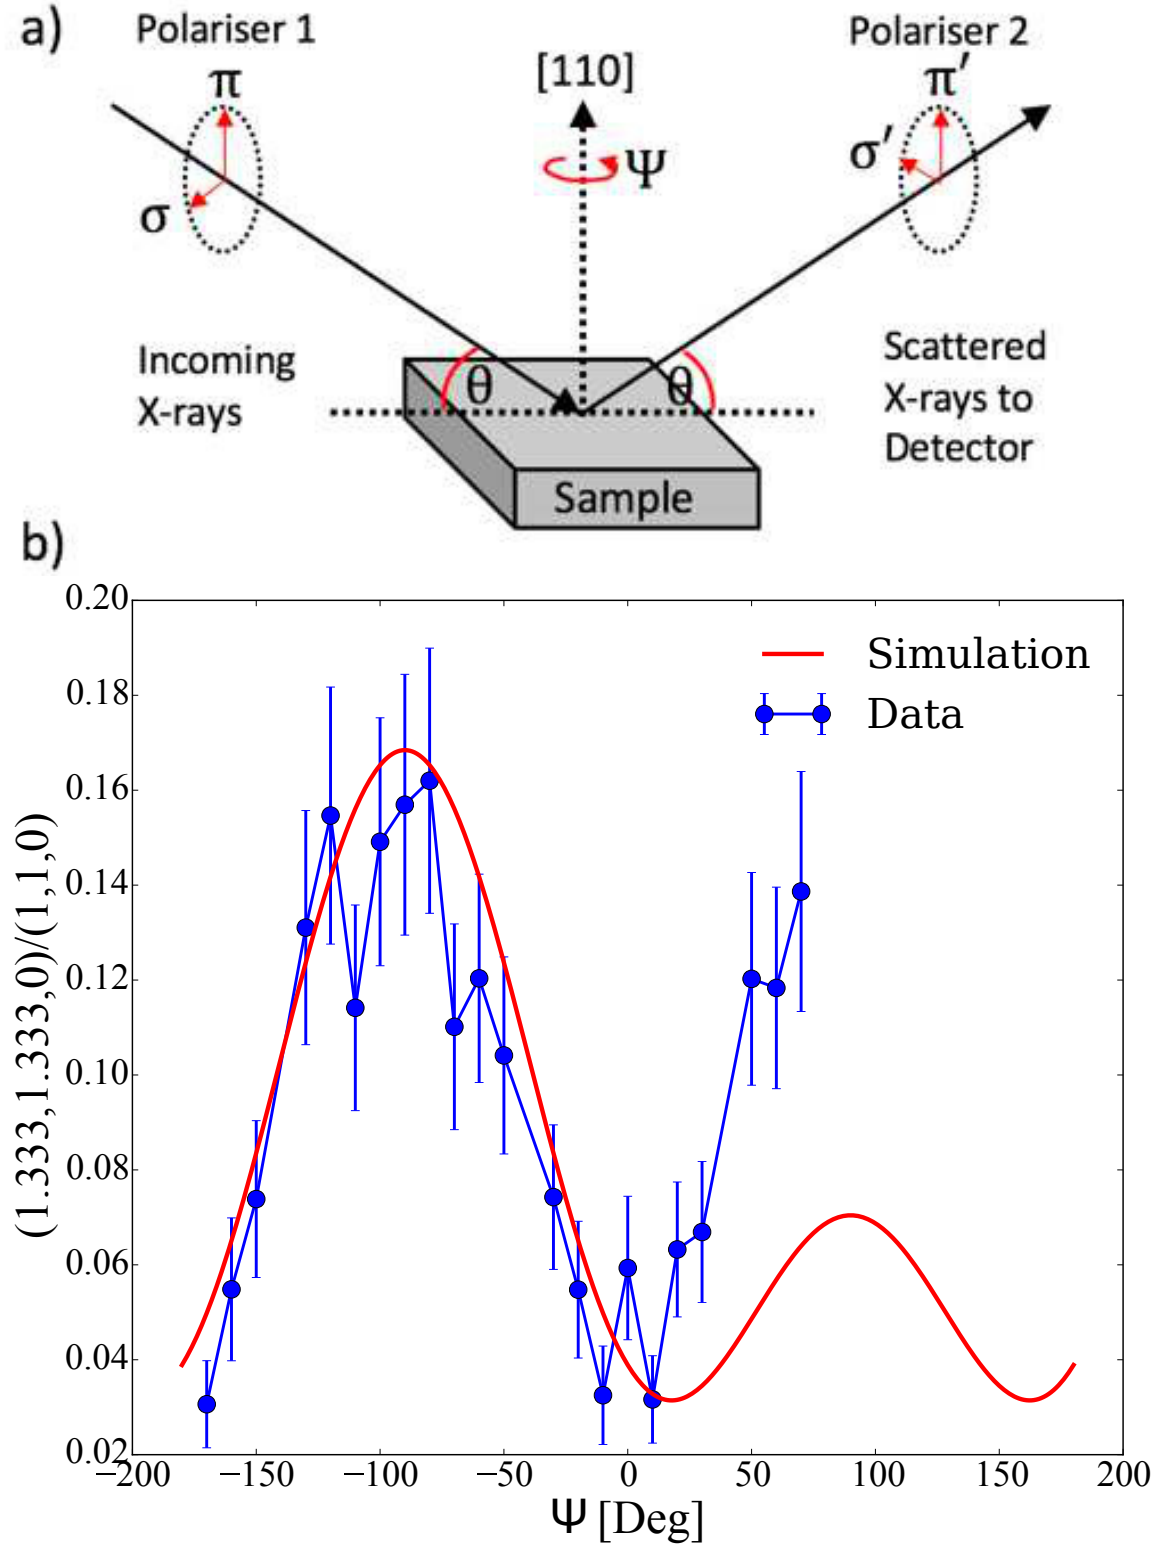 a)
Polariser 1
Polariser 2
π
π′
[110]
σ
σ′
Ψ
Incoming
X-rays
θ
θ
Scattered
X-rays to
Detector
Sample
b)
0.20
0.18
0.16
0.14
0.12
0.10
0.08
0.06
0.04
0.02
(1.333,1.333,0)/(1,1,0)
Simulation
Data
−200 −150 −100 −50 0 50 100 150 200
Ψ [Deg]